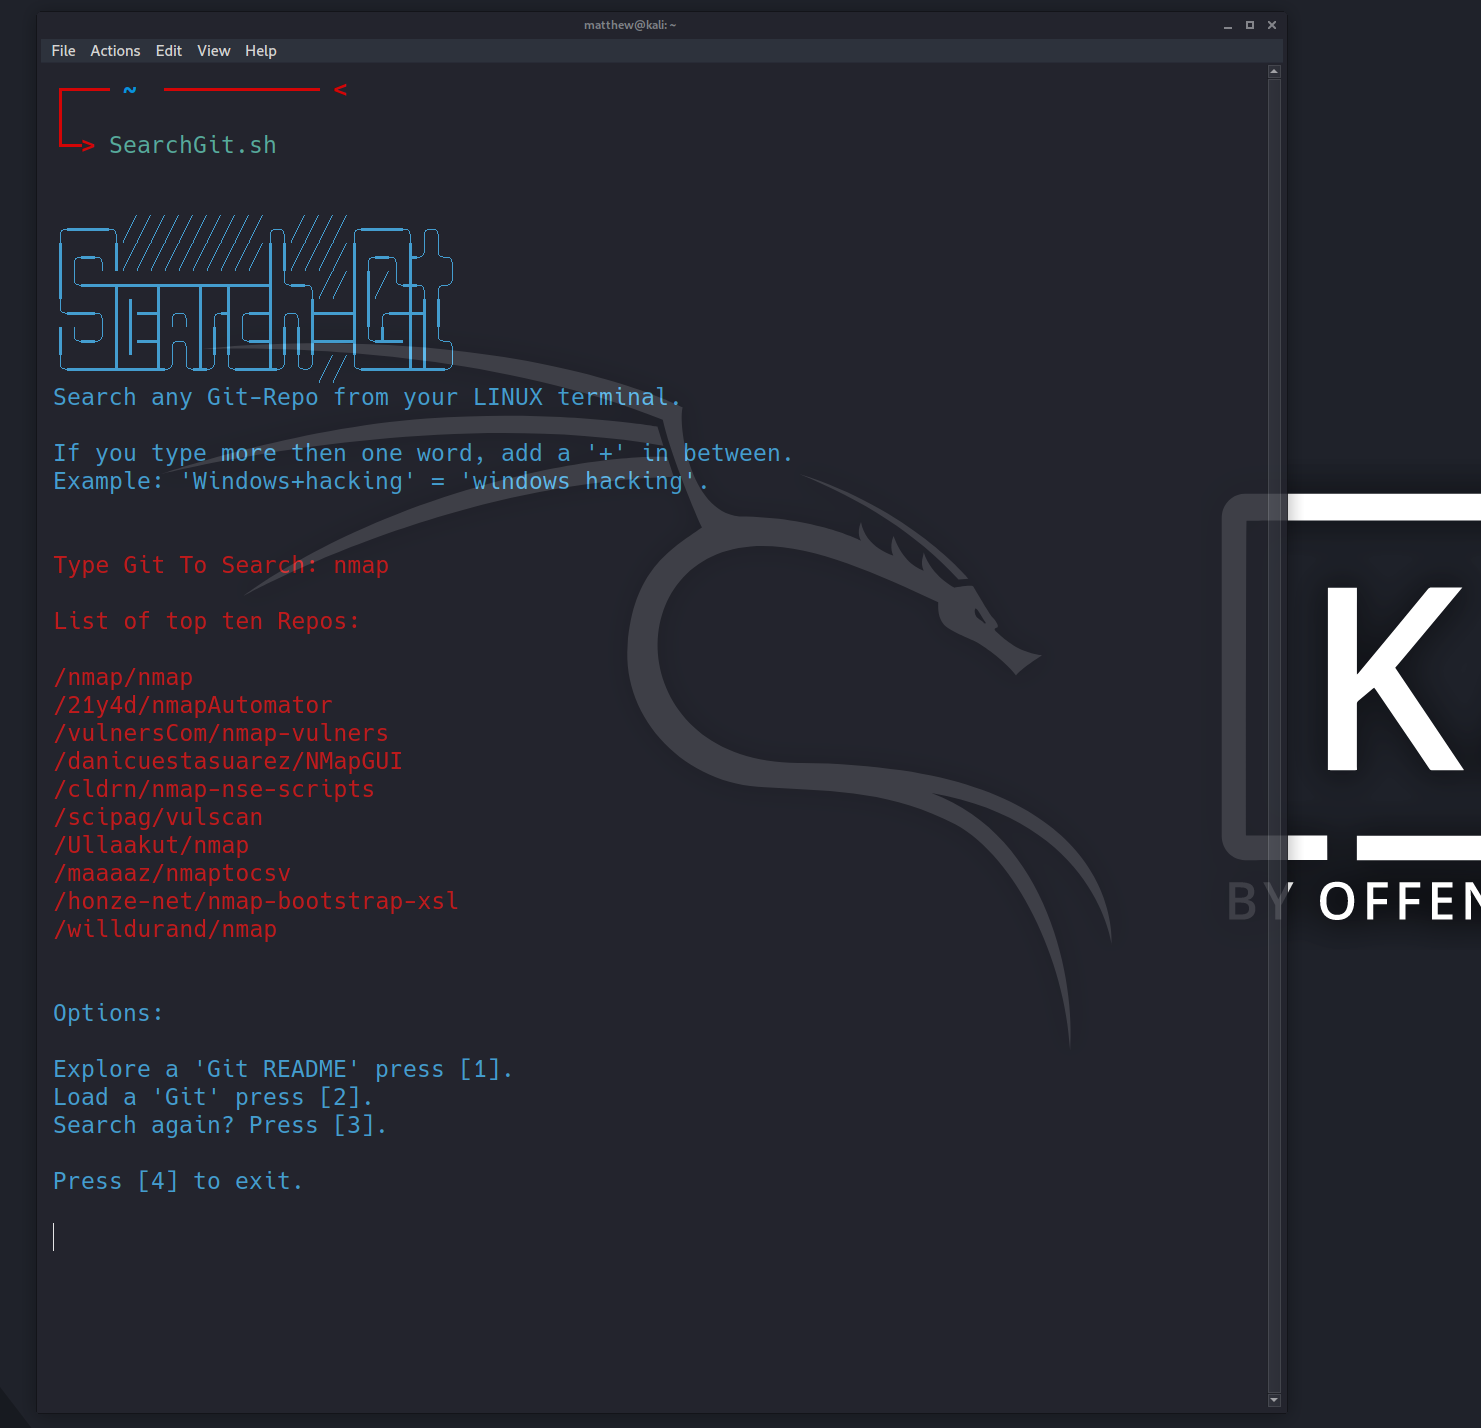 matthew@kali: ~
File Actions Edit View Help
~ <
> SearchGit.sh
Search-Git
Search any Git-Repo from your LINUX terminal.
If you type more then one word, add a '+' in between.
Example: 'Windows+hacking' = 'windows hacking'.
Type Git To Search: nmap
List of top ten Repos:
/nmap/nmap
/21y4d/nmapAutomator
/vulnersCom/nmap-vulners
/danicuestasuarez/NMapGUI
/cldrn/nmap-nse-scripts
/scipag/vulscan
/Ullaakut/nmap
/maaaaz/nmaptocsv
/honze-net/nmap-bootstrap-xsl
/willdurand/nmap
Options:
Explore a 'Git README' press [1].
Load a 'Git' press [2].
Search again? Press [3].
Press [4] to exit.
K
BY OFFEN